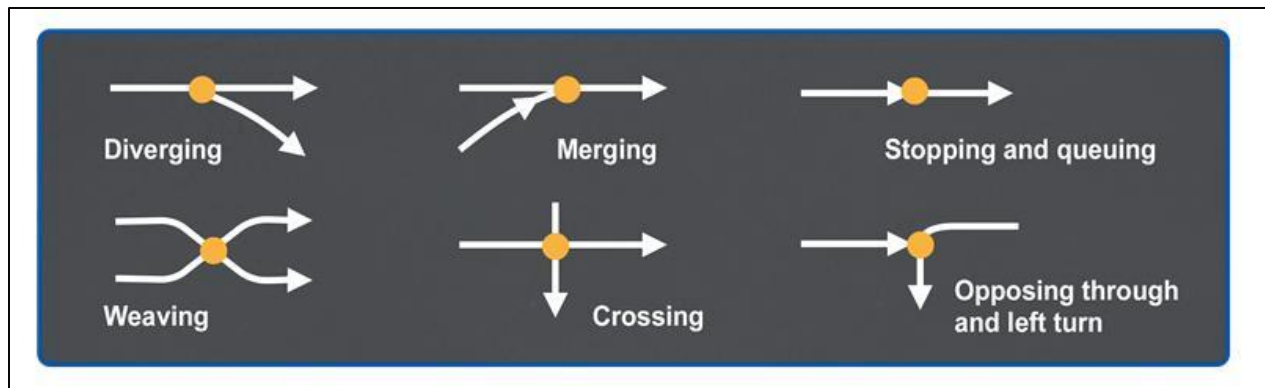 Diverging
Merging
Stopping and queuing
Weaving
Crossing
Opposing through
and left turn